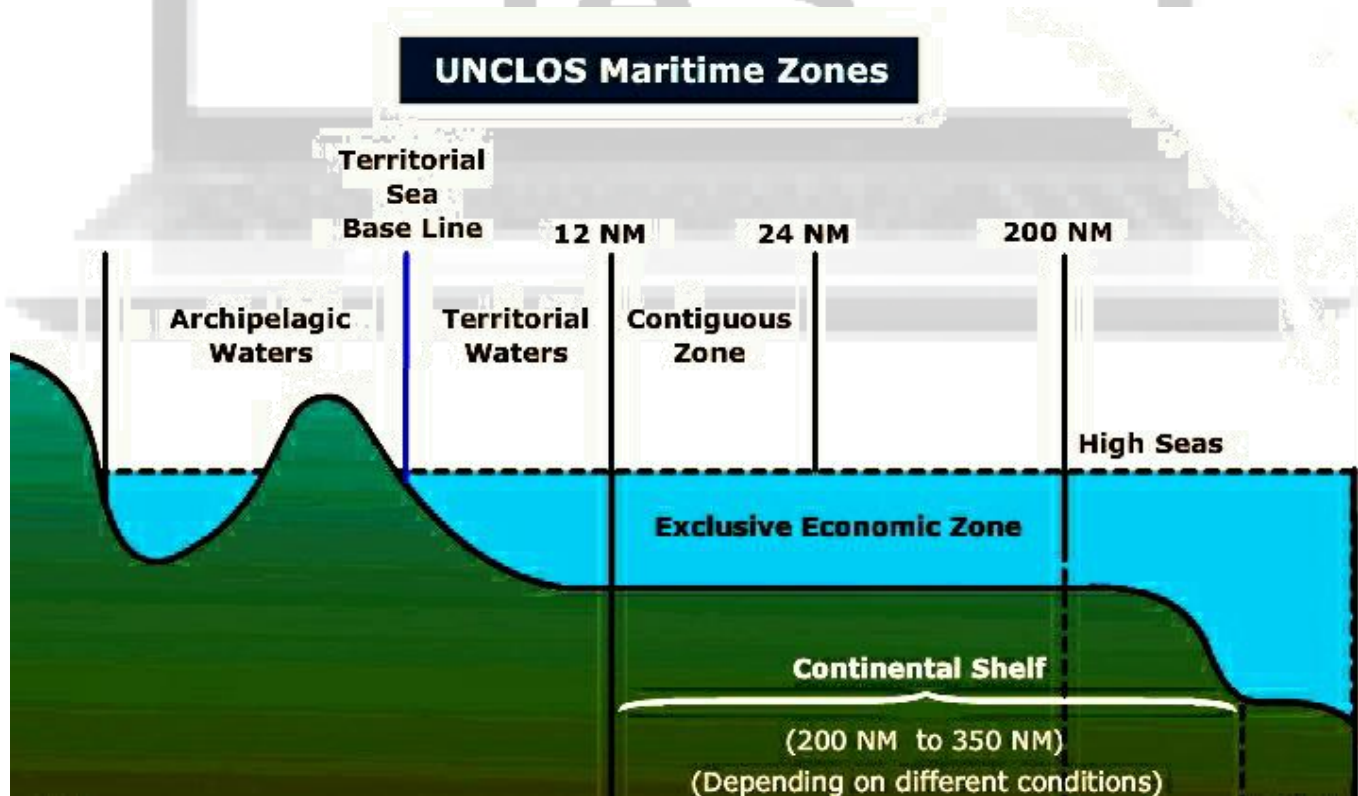 UNCLOS Maritime Zones
Territorial
Sea
Base Line
12 NM
24 NM
200 NM
Archipelagic
Waters
Territorial
Waters
Contiguous
Zone
High Seas
Exclusive Economic Zone
Continental Shelf
(200 NM to 350 NM)
(Depending on different conditions)